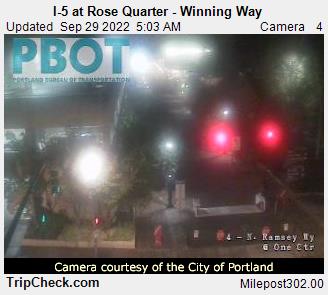 I-5 at Rose Quarter - Winning Way
Updated Sep 29 2022 5:03 AM Camera 4
PBOT
PORTLAND BUREAU OF TRANSPORTATION
4 - N. Ramsey Wy
@ One Ctr
Camera courtesy of the City of Portland
TripCheck.com Milepost302.00